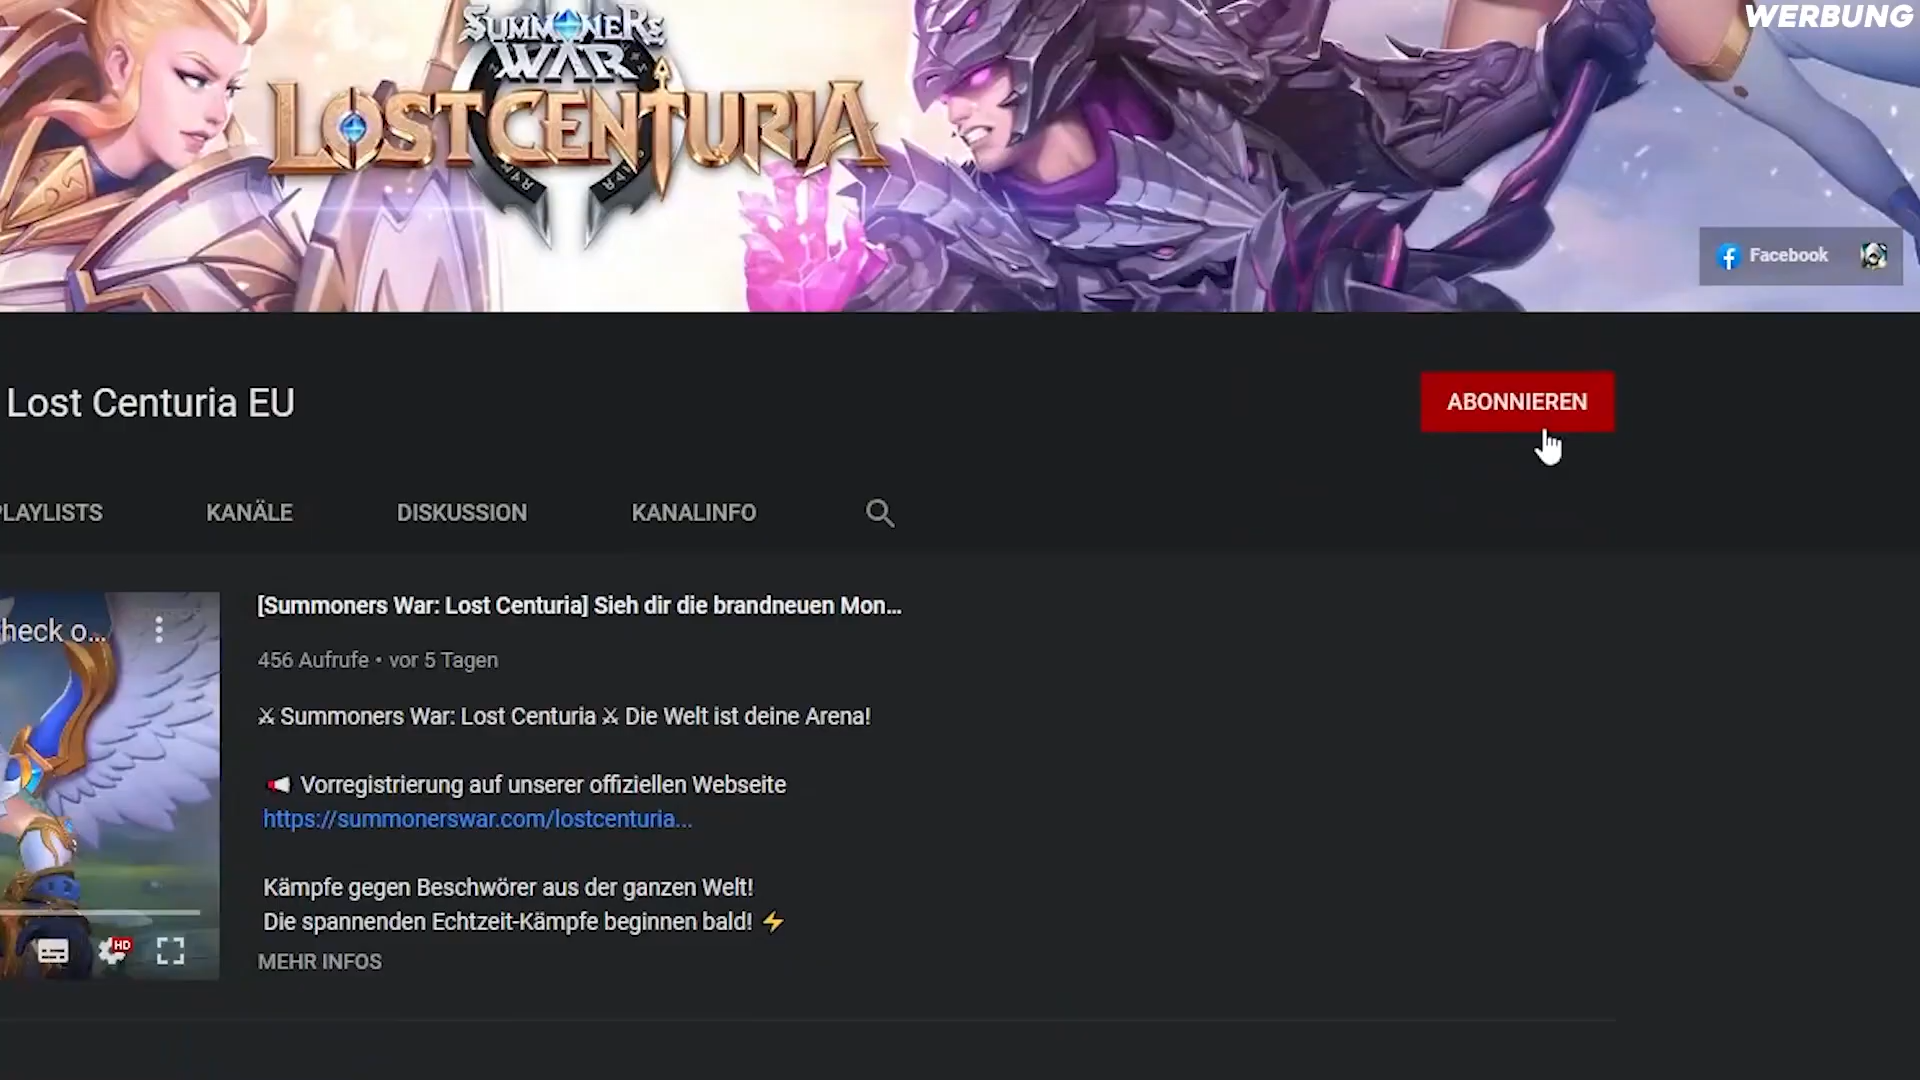 WERBUNG
SUMMONERS
WAR
LOST CENTURIA
Facebook
Lost Centuria EU
ABONNIEREN
PLAYLISTS
KANÄLE
DISKUSSION
KANALINFO
heck o...
[Summoners War: Lost Centuria] Sieh dir die brandneuen Mon...
456 Aufrufe • vor 5 Tagen
⚔ Summoners War: Lost Centuria ⚔ Die Welt ist deine Arena!
📢 Vorregistrierung auf unserer offiziellen Webseite
https://summonerswar.com/lostcenturia...
Kämpfe gegen Beschwörer aus der ganzen Welt!
Die spannenden Echtzeit-Kämpfe beginnen bald! ⚡
HD
MEHR INFOS